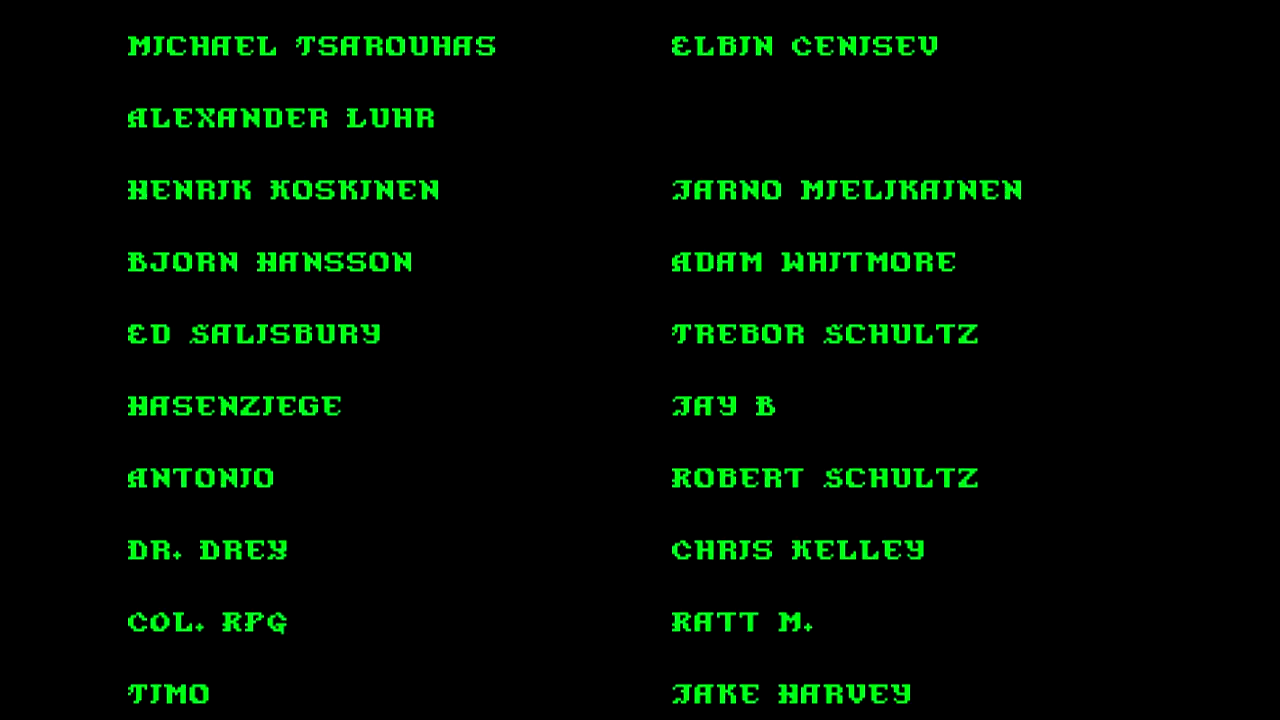 MICHAEL TSAROUHAS ELBIN CENISEV
ALEXANDER LUHR
HENRIK KOSKINEN JARNO MIELIKAINEN
BJORN HANSSON ADAM WHITMORE
ED SALISBURY TREBOR SCHULTZ
HASENZIEGE JAY B
ANTONIO ROBERT SCHULTZ
DR. DREY CHRIS KELLEY
COL. RPG RATT M.
TIMO JAKE HARVEY